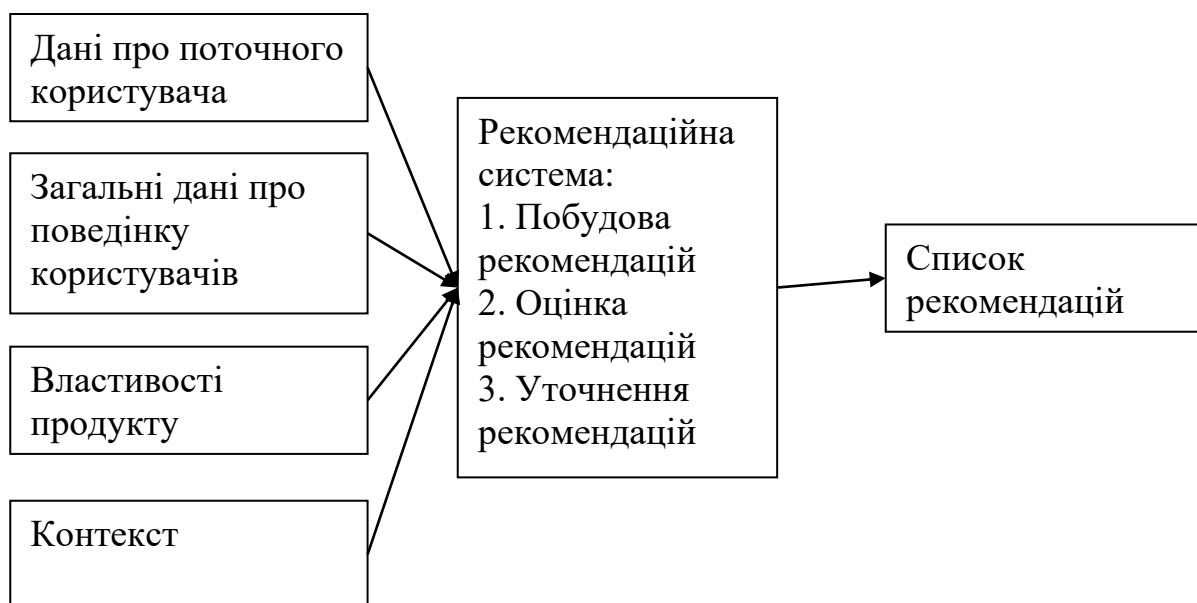 Дані про поточного
користувача
Загальні дані про
поведінку
користувачів
Властивості
продукту
Контекст
Рекомендаційна
система:
1. Побудова
рекомендацій
2. Оцінка
рекомендацій
3. Уточнення
рекомендацій
Список
рекомендацій